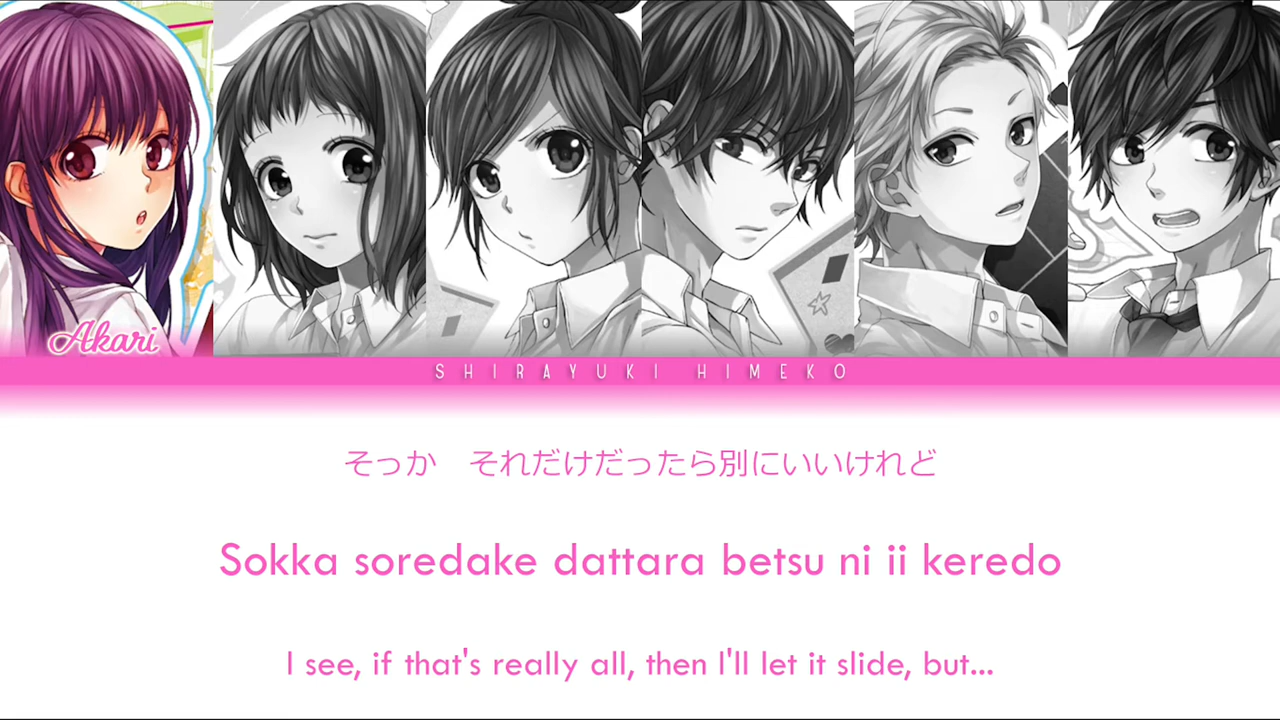 Akari
SHIRAYUKI HIMEKO
そっか　それだけだったら別にいいけれど
Sokka soredake dattara betsu ni ii keredo
I see, if that's really all, then I'll let it slide, but...